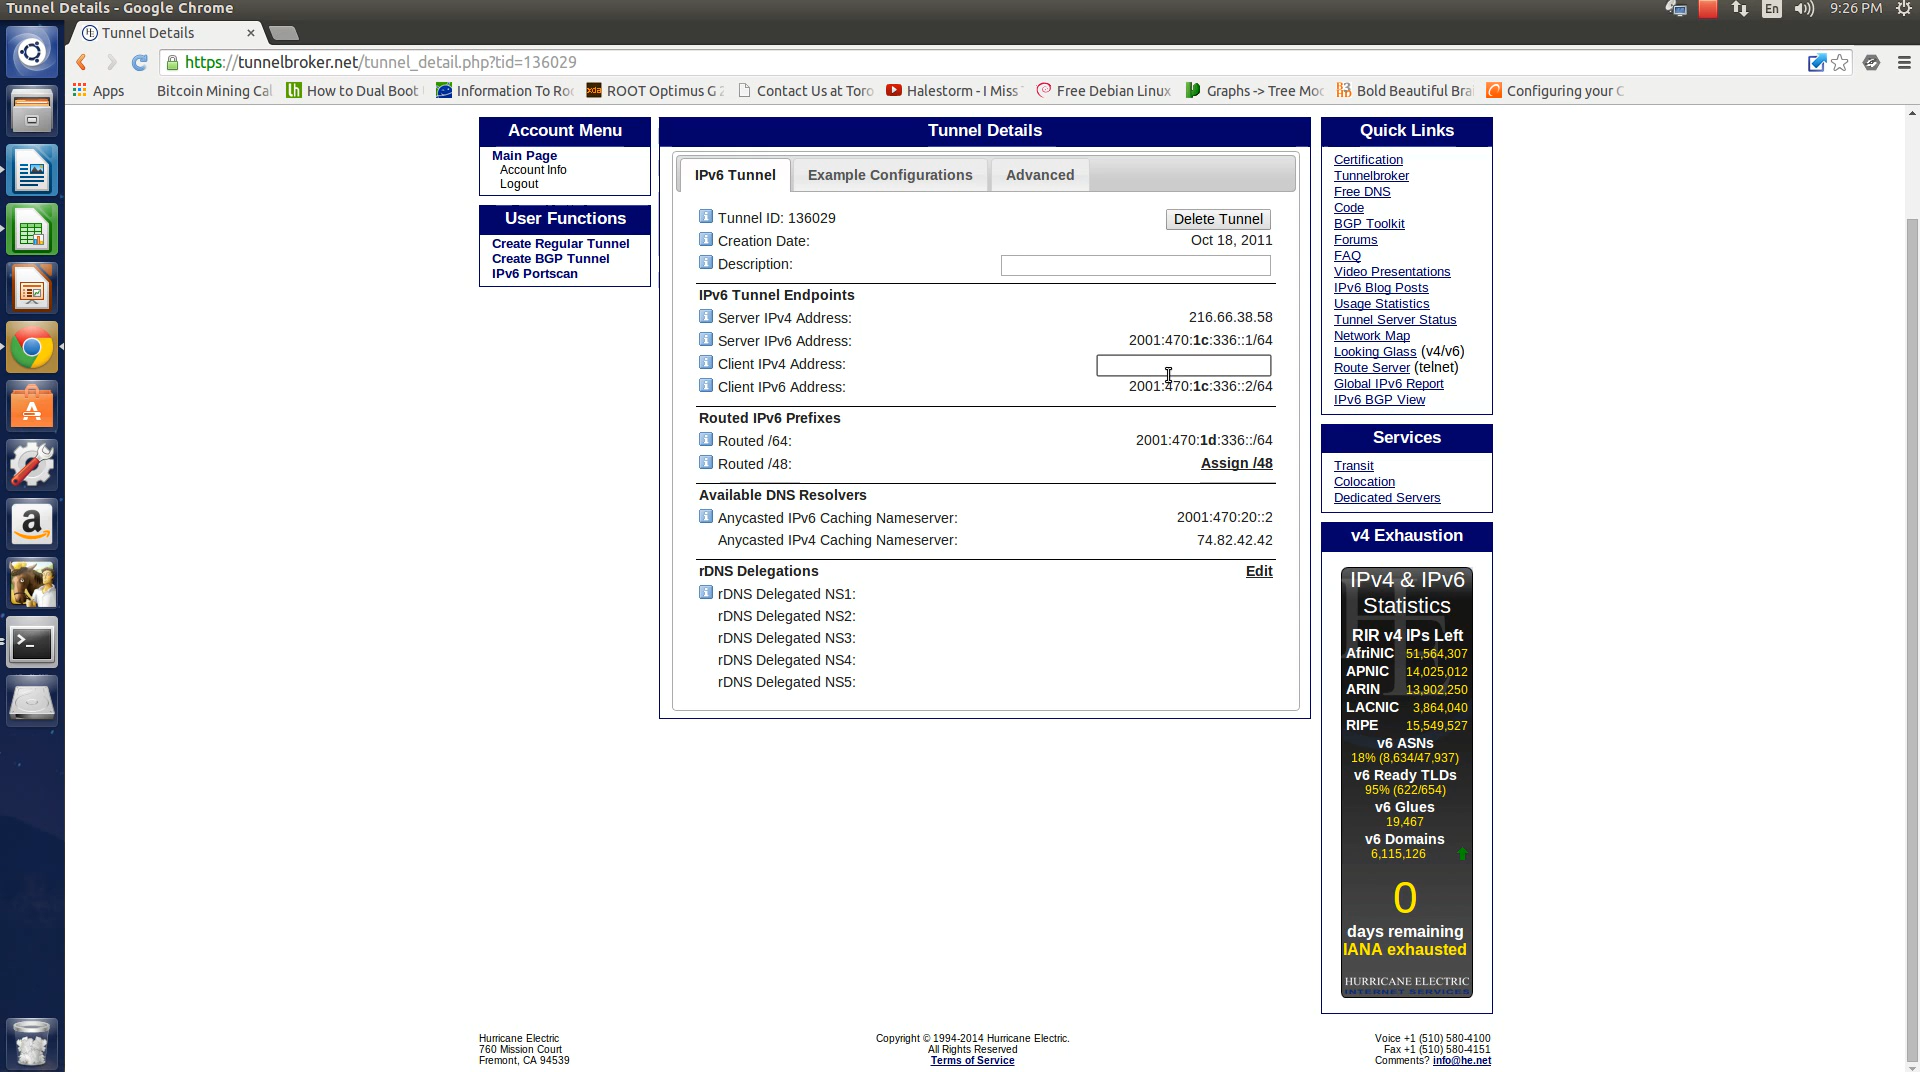 Tunnel Details - Google Chrome
En
9:26 PM
Tunnel Details
https://tunnelbroker.net/tunnel_detail.php?tid=136029
Apps
Bitcoin Mining Cal
How to Dual Boot
Information To Ro
ROOT Optimus G
Contact Us at Toro
Halestorm - I Miss
Free Debian Linux
Graphs -> Tree Mo
Bold Beautiful Bra
Configuring your C
Account Menu
Main Page
Account Info
Logout
User Functions
Create Regular Tunnel
Create BGP Tunnel
IPv6 Portscan
Tunnel Details
IPv6 Tunnel
Example Configurations
Advanced
Tunnel ID: 136029
Delete Tunnel
Creation Date: Oct 18, 2011
Description:
IPv6 Tunnel Endpoints
Server IPv4 Address: 216.66.38.58
Server IPv6 Address: 2001:470:1c:336::1/64
Client IPv4 Address:
Client IPv6 Address: 2001:470:1c:336::2/64
Routed IPv6 Prefixes
Routed /64: 2001:470:1d:336::/64
Routed /48: Assign /48
Available DNS Resolvers
Anycasted IPv6 Caching Nameserver: 2001:470:20::2
Anycasted IPv4 Caching Nameserver: 74.82.42.42
rDNS Delegations Edit
rDNS Delegated NS1:
rDNS Delegated NS2:
rDNS Delegated NS3:
rDNS Delegated NS4:
rDNS Delegated NS5:
Quick Links
Certification
Tunnelbroker
Free DNS
Code
BGP Toolkit
Forums
FAQ
Video Presentations
IPv6 Blog Posts
Usage Statistics
Tunnel Server Status
Network Map
Looking Glass (v4/v6)
Route Server (telnet)
Global IPv6 Report
IPv6 BGP View
Services
Transit
Colocation
Dedicated Servers
v4 Exhaustion
IPv4 & IPv6
Statistics
RIR v4 IPs Left
AfriNIC 51,564,307
APNIC 14,025,012
ARIN 13,902,250
LACNIC 3,864,040
RIPE 15,549,527
v6 ASNs
18% (8,634/47,937)
v6 Ready TLDs
95% (622/654)
v6 Glues
19,467
v6 Domains
6,115,126
0
days remaining
IANA exhausted
HURRICANE ELECTRIC
INTERNET SERVICES
Hurricane Electric
760 Mission Court
Fremont, CA 94539
Copyright © 1994-2014 Hurricane Electric.
All Rights Reserved
Terms of Service
Voice +1 (510) 580-4100
Fax +1 (510) 580-4151
Comments? info@he.net